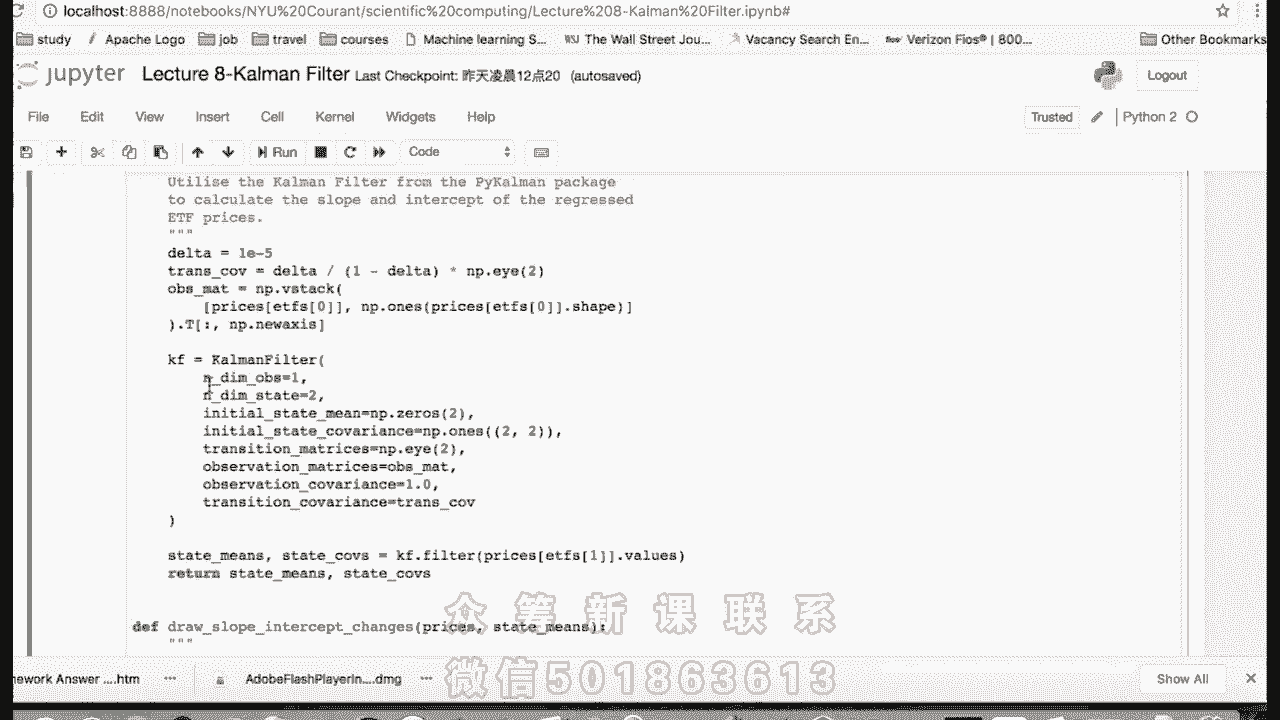 localhost:8888/notebooks/NYU%20Courant/scientific%20computing/Lecture%208-Kalman%20Filter.ipynb#
study Apache Logo job travel courses Machine learning S... WSJ The Wall Street Jou... Vacancy Search En... Verizon Fios® | 800... Other Bookmarks
jupyter Lecture 8-Kalman Filter Last Checkpoint: 昨天凌晨12点20 (autosaved) Logout
File Edit View Insert Cell Kernel Widgets Help Trusted Python 2
Run Code
Utilise the Kalman Filter from the PyKalman package
to calculate the slope and intercept of the regressed
ETF prices.
"""
delta = 1e-5
trans_cov = delta / (1 - delta) * np.eye(2)
obs_mat = np.vstack(
[prices[etfs[0]], np.ones(prices[etfs[0]].shape)]
).T[:, np.newaxis]
kf = KalmanFilter(
n_dim_obs=1,
n_dim_state=2,
initial_state_mean=np.zeros(2),
initial_state_covariance=np.ones((2, 2)),
transition_matrices=np.eye(2),
observation_matrices=obs_mat,
observation_covariance=1.0,
transition_covariance=trans_cov
)
state_means, state_covs = kf.filter(prices[etfs[1]].values)
return state_means, state_covs
def draw_slope_intercept_changes(prices, state_means):
"""
众筹新课联系
微信501863613
nework Answer ....htm AdobeFlashPlayerIn....dmg Show All